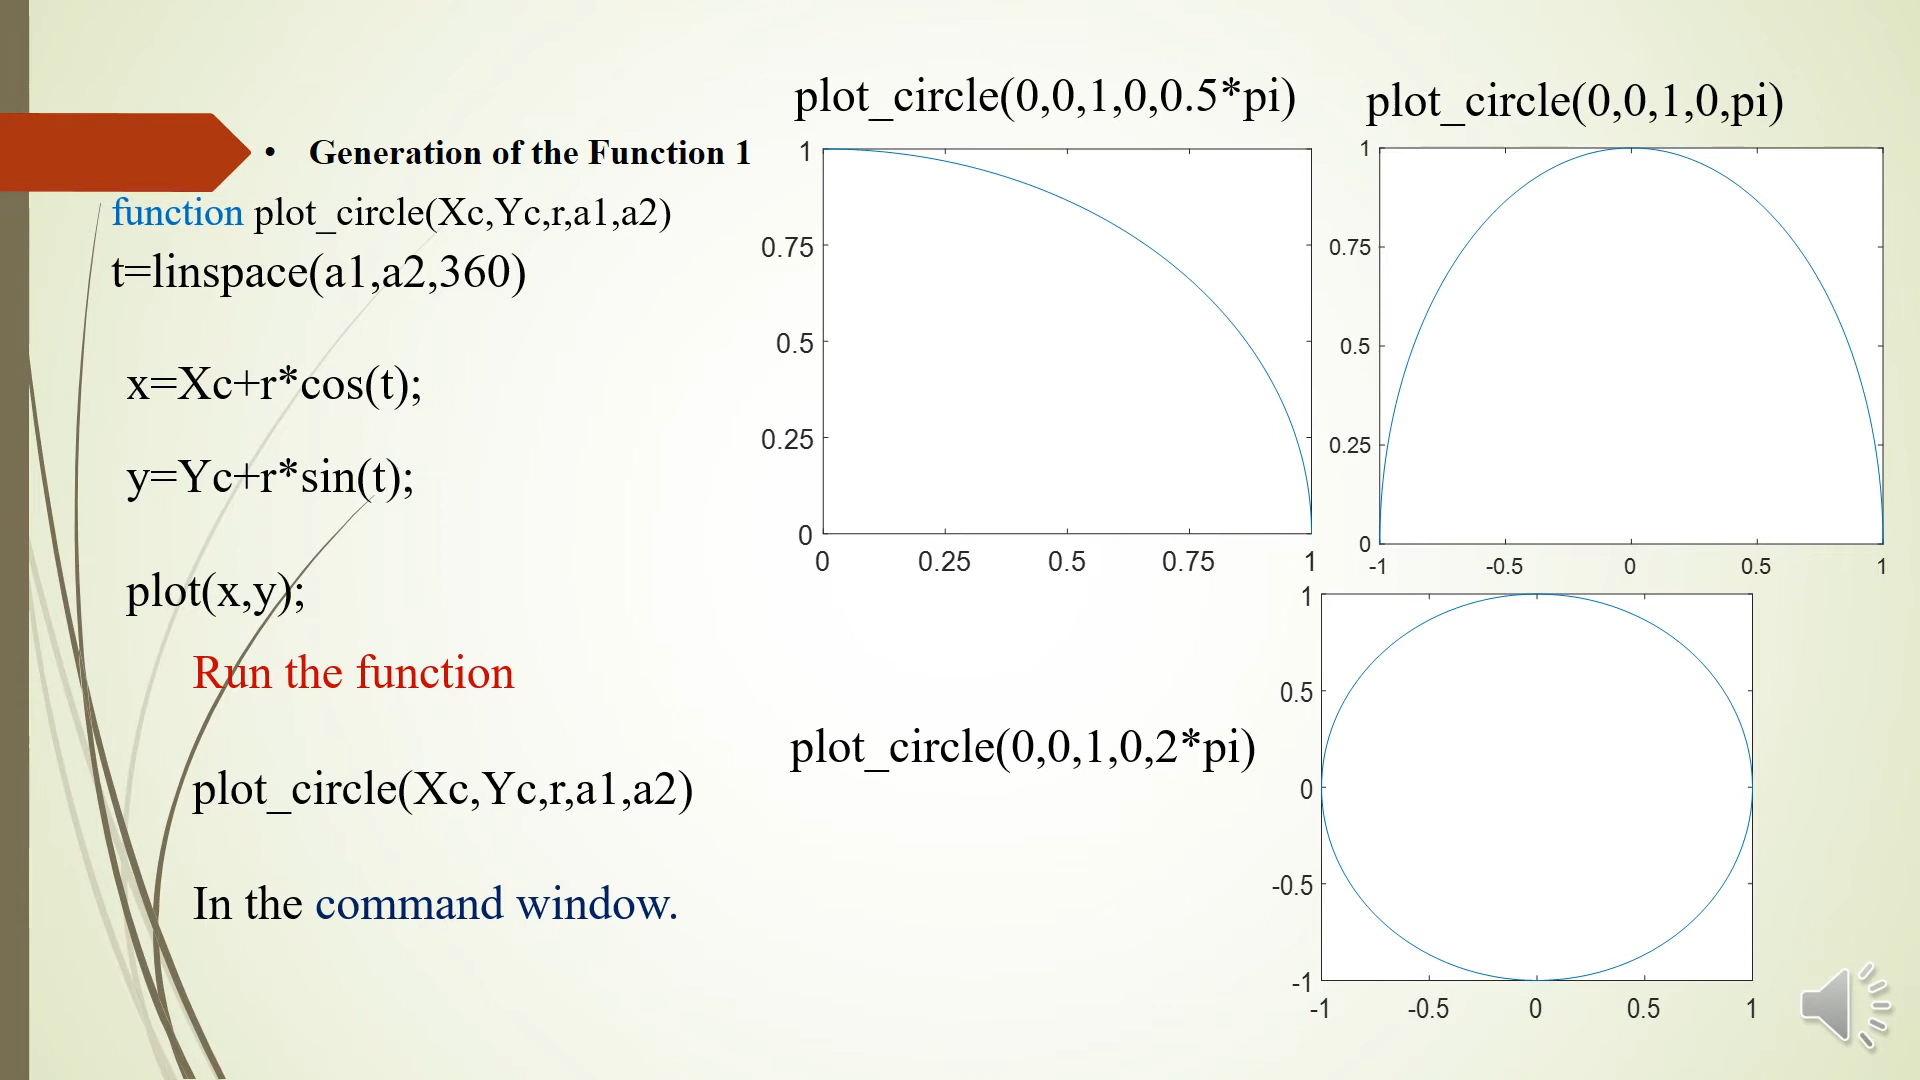 • Generation of the Function 1
function plot_circle(Xc,Yc,r,a1,a2)
t=linspace(a1,a2,360)
x=Xc+r*cos(t);
y=Yc+r*sin(t);
plot(x,y);
Run the function
plot_circle(Xc,Yc,r,a1,a2)
In the command window.
plot_circle(0,0,1,0,0.5*pi)
1
0.75
0.5
0.25
0
0 0.25 0.5 0.75 1
plot_circle(0,0,1,0,pi)
1
0.75
0.5
0.25
0
-1 -0.5 0 0.5 1
plot_circle(0,0,1,0,2*pi)
1
0.5
0
-0.5
-1
-1 -0.5 0 0.5 1